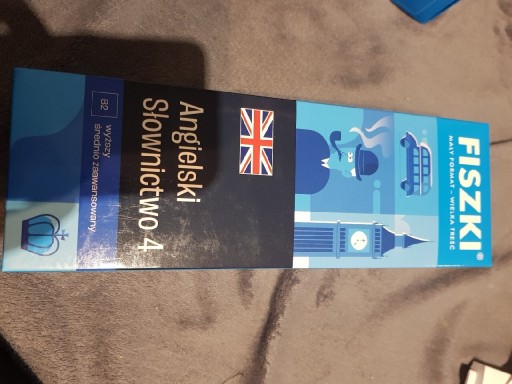 FISZKI®
MAŁY FORMAT – WIELKA TREŚĆ
Angielski
Słownictwo 4
B2
wyższy
średnio zaawansowany